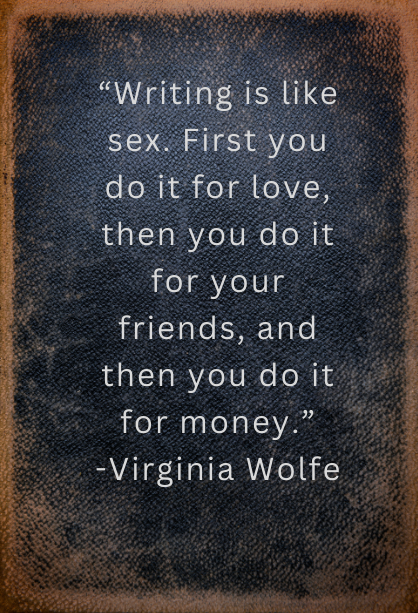 “Writing is like
sex. First you
do it for love,
then you do it
for your
friends, and
then you do it
for money.”
-Virginia Wolfe